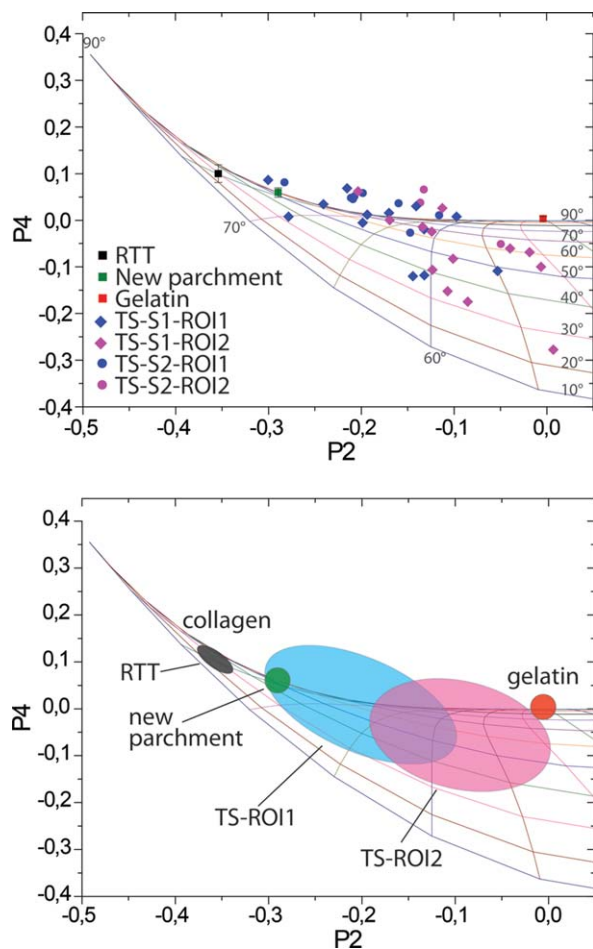 90°
0,4
0,3
0,2
0,1
0,0
-0,1
-0,2
-0,3
-0,4
P4
70°
60°
90°
70°
60°
50°
40°
30°
20°
10°
RTT
New parchment
Gelatin
TS-S1-ROI1
TS-S1-ROI2
TS-S2-ROI1
TS-S2-ROI2
-0,5 -0,4 -0,3 -0,2 -0,1 0,0
P2
0,4
0,3
0,2
0,1
0,0
-0,1
-0,2
-0,3
-0,4
P4
collagen
RTT
gelatin
new
parchment
TS-ROI1
TS-ROI2
-0,5 -0,4 -0,3 -0,2 -0,1 0,0
P2